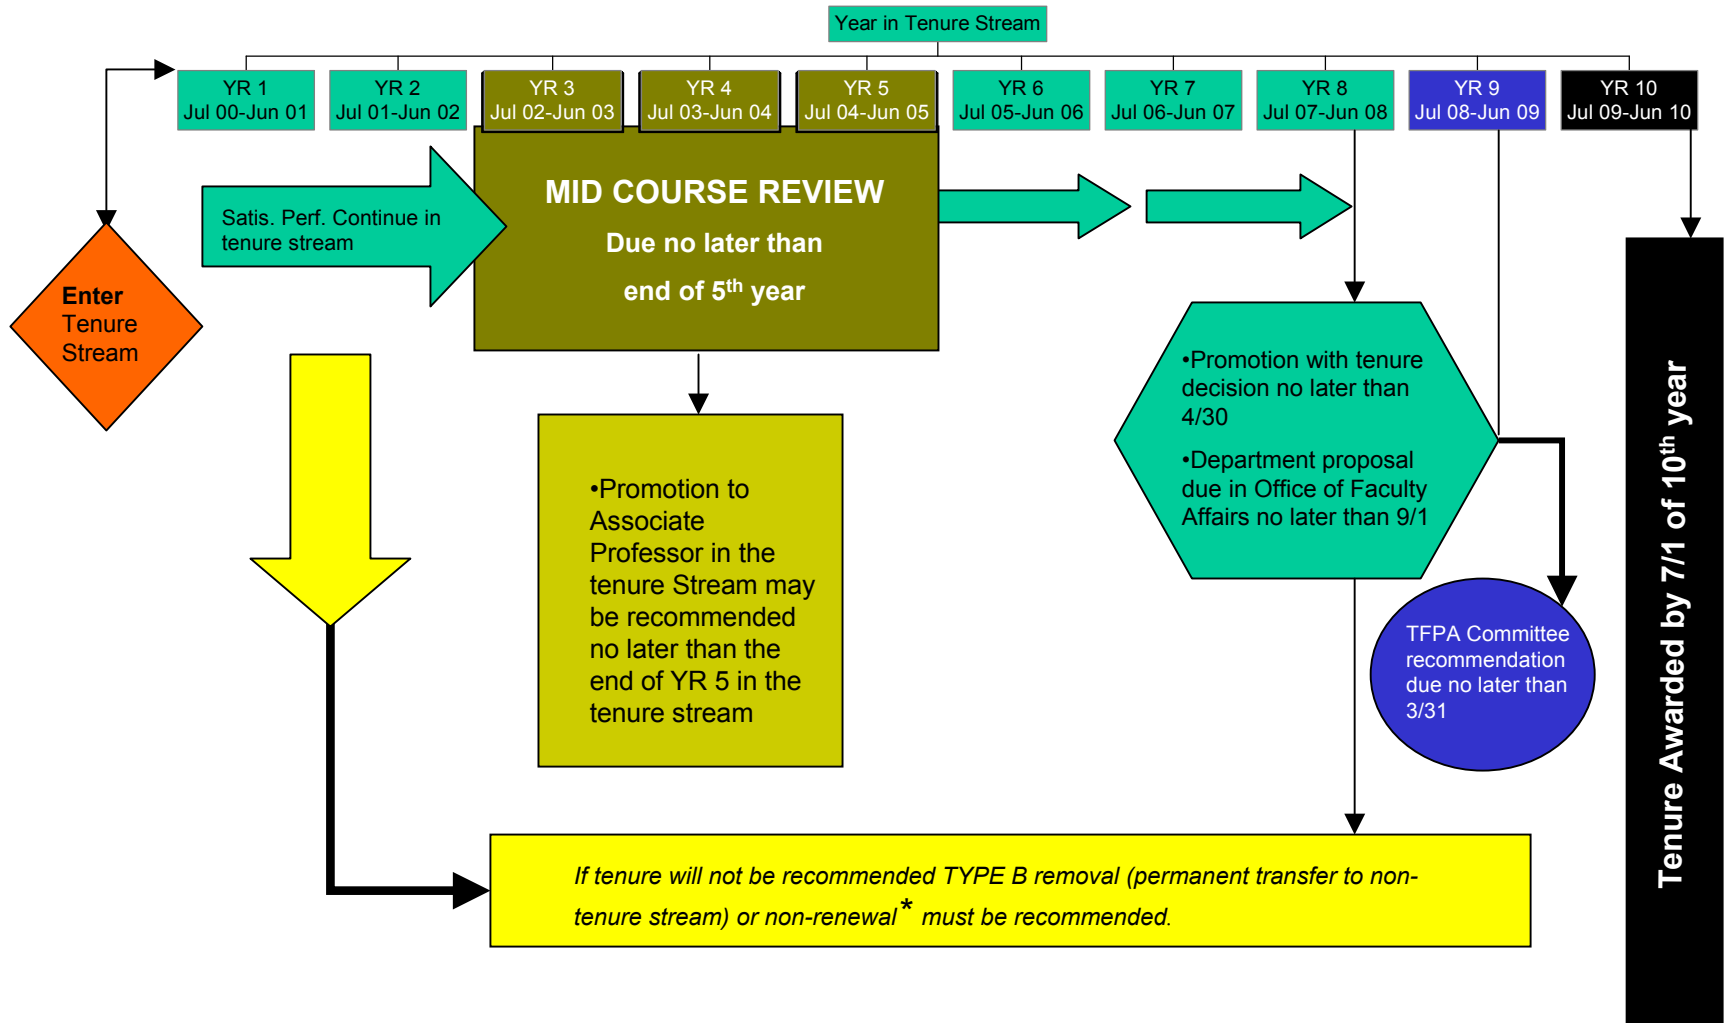 Year in Tenure Stream
YR 1
Jul 00-Jun 01
YR 2
Jul 01-Jun 02
YR 3
Jul 02-Jun 03
YR 4
Jul 03-Jun 04
YR 5
Jul 04-Jun 05
YR 6
Jul 05-Jun 06
YR 7
Jul 06-Jun 07
YR 8
Jul 07-Jun 08
YR 9
Jul 08-Jun 09
YR 10
Jul 09-Jun 10
Enter
Tenure
Stream
Satis. Perf. Continue in
tenure stream
MID COURSE REVIEW
Due no later than
end of 5th year
•Promotion to
Associate
Professor in the
tenure Stream may
be recommended
no later than the
end of YR 5 in the
tenure stream
•Promotion with tenure
decision no later than
4/30
•Department proposal
due in Office of Faculty
Affairs no later than 9/1
TFPA Committee
recommendation
due no later than
3/31
Tenure Awarded by 7/1 of 10th year
If tenure will not be recommended TYPE B removal (permanent transfer to non-
tenure stream) or non-renewal* must be recommended.